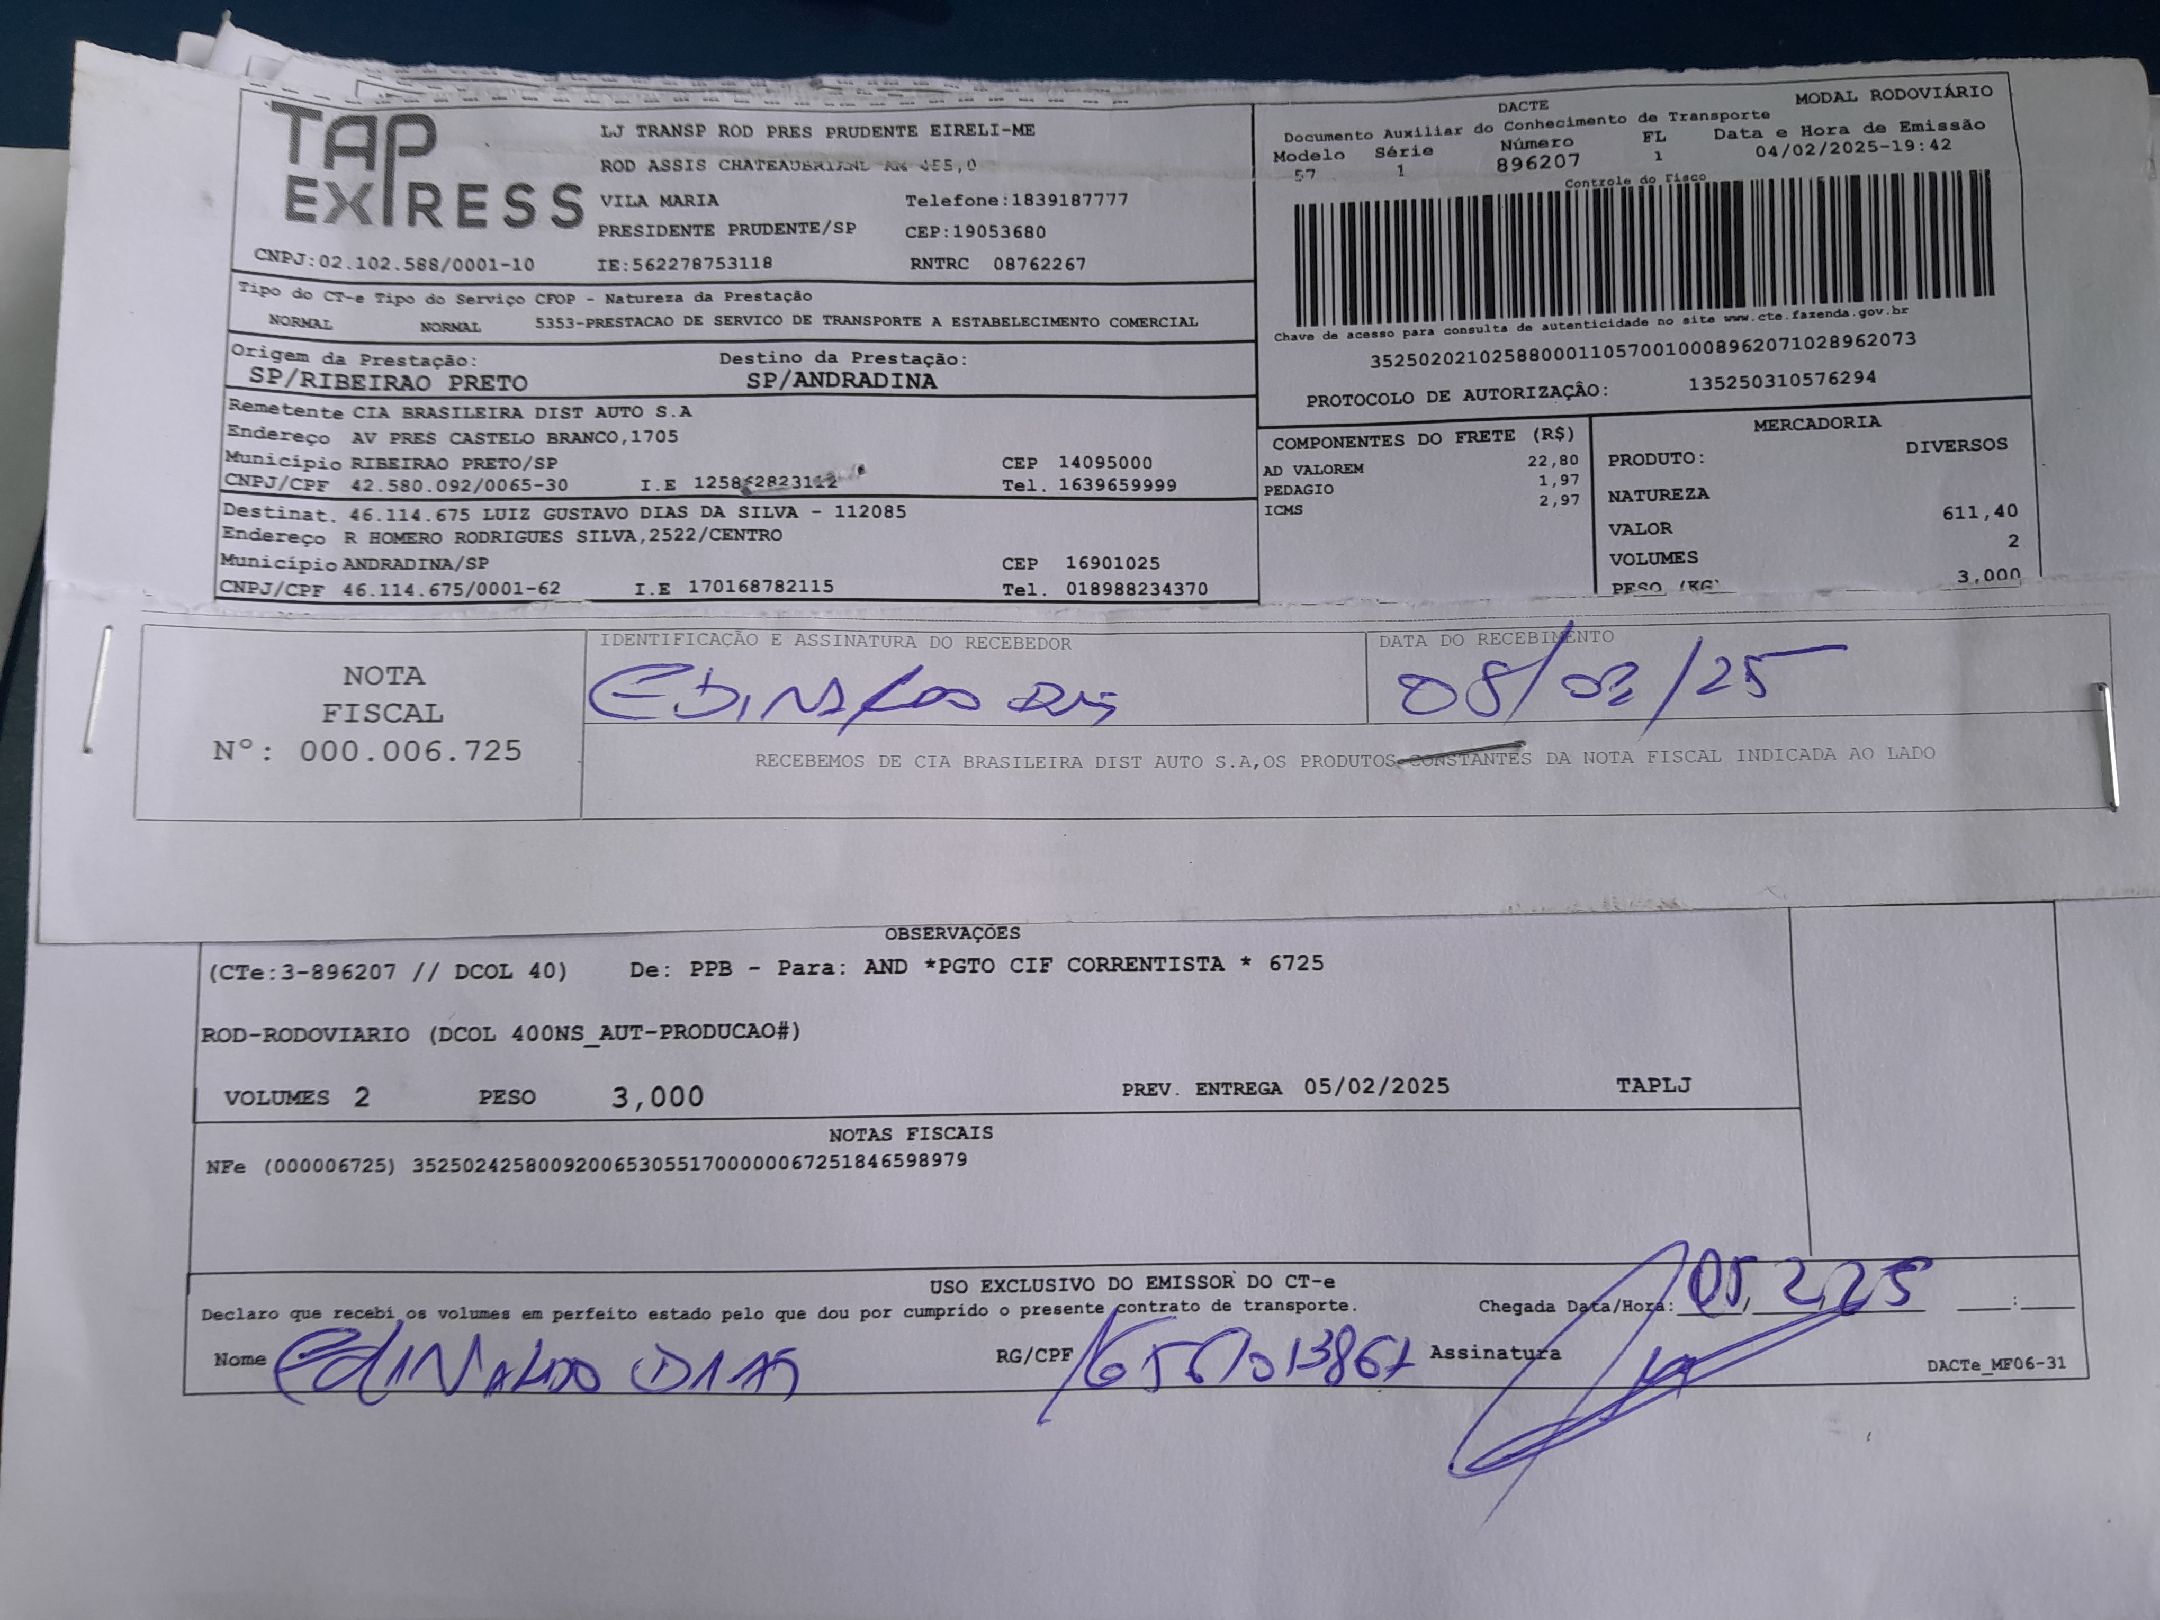 TAP
EXPRESS
LJ TRANSP ROD PRES PRUDENTE EIRELI-ME
ROD ASSIS CHATEAUBRIAND KM 455,0
VILA MARIA Telefone:1839187777
PRESIDENTE PRUDENTE/SP CEP:19053680
CNPJ:02.102.588/0001-10 IE:562278753118 RNTRC 08762267
DACTE MODAL RODOVIÁRIO
Documento Auxiliar do Conhecimento de Transporte
Modelo Série Número FL Data e Hora de Emissão
57 1 896207 1 04/02/2025-19:42
Controle do Fisco
Chave de acesso para consulta de autenticidade no site www.cte.fazenda.gov.br
35250202102588000110570010008962071028962073
PROTOCOLO DE AUTORIZAÇÂO: 135250310576294
Tipo do CT-e Tipo do Serviço CFOP - Natureza da Prestação
NORMAL NORMAL 5353-PRESTACAO DE SERVICO DE TRANSPORTE A ESTABELECIMENTO COMERCIAL
Origem da Prestação: Destino da Prestação:
SP/RIBEIRAO PRETO SP/ANDRADINA
Remetente CIA BRASILEIRA DIST AUTO S.A
Endereço AV PRES CASTELO BRANCO,1705
Município RIBEIRAO PRETO/SP CEP 14095000
CNPJ/CPF 42.580.092/0065-30 I.E Tel. 1639659999
Destinat. 46.114.675 LUIZ GUSTAVO DIAS DA SILVA - 112085
Endereço R HOMERO RODRIGUES SILVA,2522/CENTRO
Município ANDRADINA/SP CEP 16901025
CNPJ/CPF 46.114.675/0001-62 I.E 170168782115 Tel. 018988234370
COMPONENTES DO FRETE (R$)
AD VALOREM 22,80
PEDAGIO 1,97
ICMS 2,97
MERCADORIA
PRODUTO: DIVERSOS
NATUREZA
VALOR 611,40
VOLUMES 2
PESO (KG) 3,000
NOTA
FISCAL
Nº: 000.006.725
IDENTIFICAÇÃO E ASSINATURA DO RECEBEDOR
EDINALDO DIAS
DATA DO RECEBIMENTO
05/02/25
RECEBEMOS DE CIA BRASILEIRA DIST AUTO S.A,OS PRODUTOS CONSTANTES DA NOTA FISCAL INDICADA AO LADO
OBSERVAÇÕES
(CTe:3-896207 // DCOL 40) De: PPB - Para: AND *PGTO CIF CORRENTISTA * 6725
ROD-RODOVIARIO (DCOL 400NS_AUT-PRODUCAO#)
VOLUMES 2 PESO 3,000 PREV. ENTREGA 05/02/2025 TAPLJ
NOTAS FISCAIS
NFe (000006725) 35250242580092006530551700000067251846598979
USO EXCLUSIVO DO EMISSOR DO CT-e
Declaro que recebi os volumes em perfeito estado pelo que dou por cumprido o presente contrato de transporte. Chegada Data/Hora: 05/2/25 :
Nome EDINALDO DIAS RG/CPF Assinatura
DACTe_MF06-31